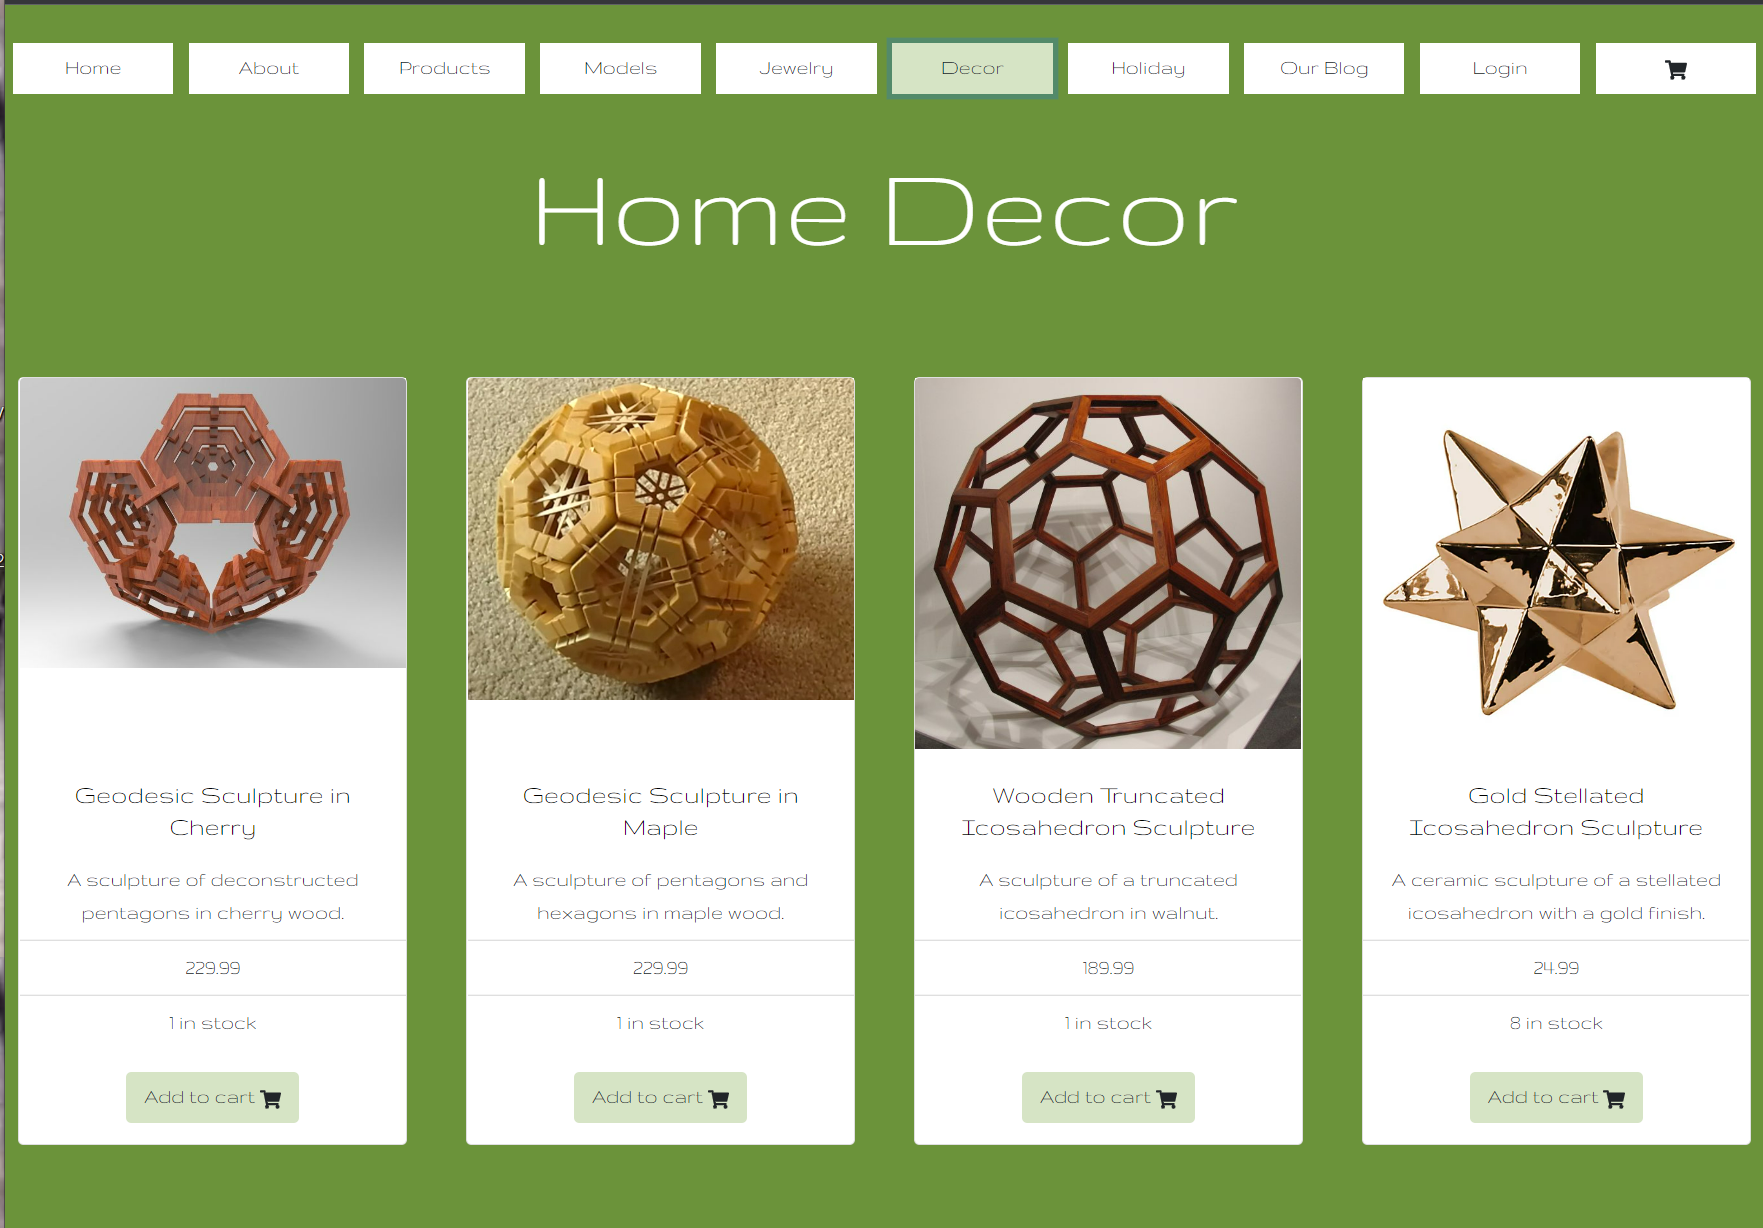 Home About Products Models Jewelry Decor Holiday Our Blog Login
Home Decor
Geodesic Sculpture in
Cherry
A sculpture of deconstructed
pentagons in cherry wood.
229.99
1 in stock
Add to cart
Geodesic Sculpture in
Maple
A sculpture of pentagons and
hexagons in maple wood.
229.99
1 in stock
Add to cart
Wooden Truncated
Icosahedron Sculpture
A sculpture of a truncated
icosahedron in walnut.
189.99
1 in stock
Add to cart
Gold Stellated
Icosahedron Sculpture
A ceramic sculpture of a stellated
icosahedron with a gold finish.
24.99
8 in stock
Add to cart